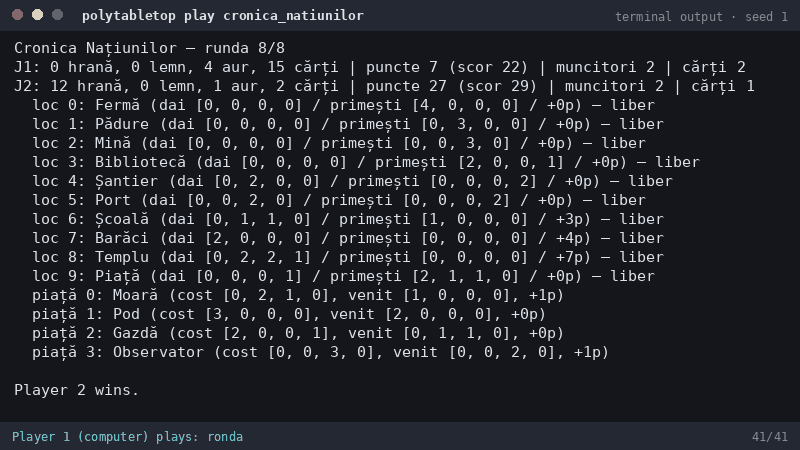 polytabletop play cronica_natiunilor
terminal output · seed 1
Cronica Națiunilor — runda 8/8
J1: 0 hrană, 0 lemn, 4 aur, 15 cărți | puncte 7 (scor 22) | muncitori 2 | cărți 2
J2: 12 hrană, 0 lemn, 1 aur, 2 cărți | puncte 27 (scor 29) | muncitori 2 | cărți 1
loc 0: Fermă (dai [0, 0, 0, 0] / primești [4, 0, 0, 0] / +0p) — liber
loc 1: Pădure (dai [0, 0, 0, 0] / primești [0, 3, 0, 0] / +0p) — liber
loc 2: Mină (dai [0, 0, 0, 0] / primești [0, 0, 3, 0] / +0p) — liber
loc 3: Bibliotecă (dai [0, 0, 0, 0] / primești [2, 0, 0, 1] / +0p) — liber
loc 4: Șantier (dai [0, 2, 0, 0] / primești [0, 0, 0, 2] / +0p) — liber
loc 5: Port (dai [0, 0, 2, 0] / primești [0, 0, 0, 2] / +0p) — liber
loc 6: Școală (dai [0, 1, 1, 0] / primești [1, 0, 0, 0] / +3p) — liber
loc 7: Barăci (dai [2, 0, 0, 0] / primești [0, 0, 0, 0] / +4p) — liber
loc 8: Templu (dai [0, 2, 2, 1] / primești [0, 0, 0, 0] / +7p) — liber
loc 9: Piață (dai [0, 0, 0, 1] / primești [2, 1, 1, 0] / +0p) — liber
piață 0: Moară (cost [0, 2, 1, 0], venit [1, 0, 0, 0], +1p)
piață 1: Pod (cost [3, 0, 0, 0], venit [2, 0, 0, 0], +0p)
piață 2: Gazdă (cost [2, 0, 0, 1], venit [0, 1, 1, 0], +0p)
piață 3: Observator (cost [0, 0, 3, 0], venit [0, 0, 2, 0], +1p)
Player 2 wins.
Player 1 (computer) plays: ronda
41/41